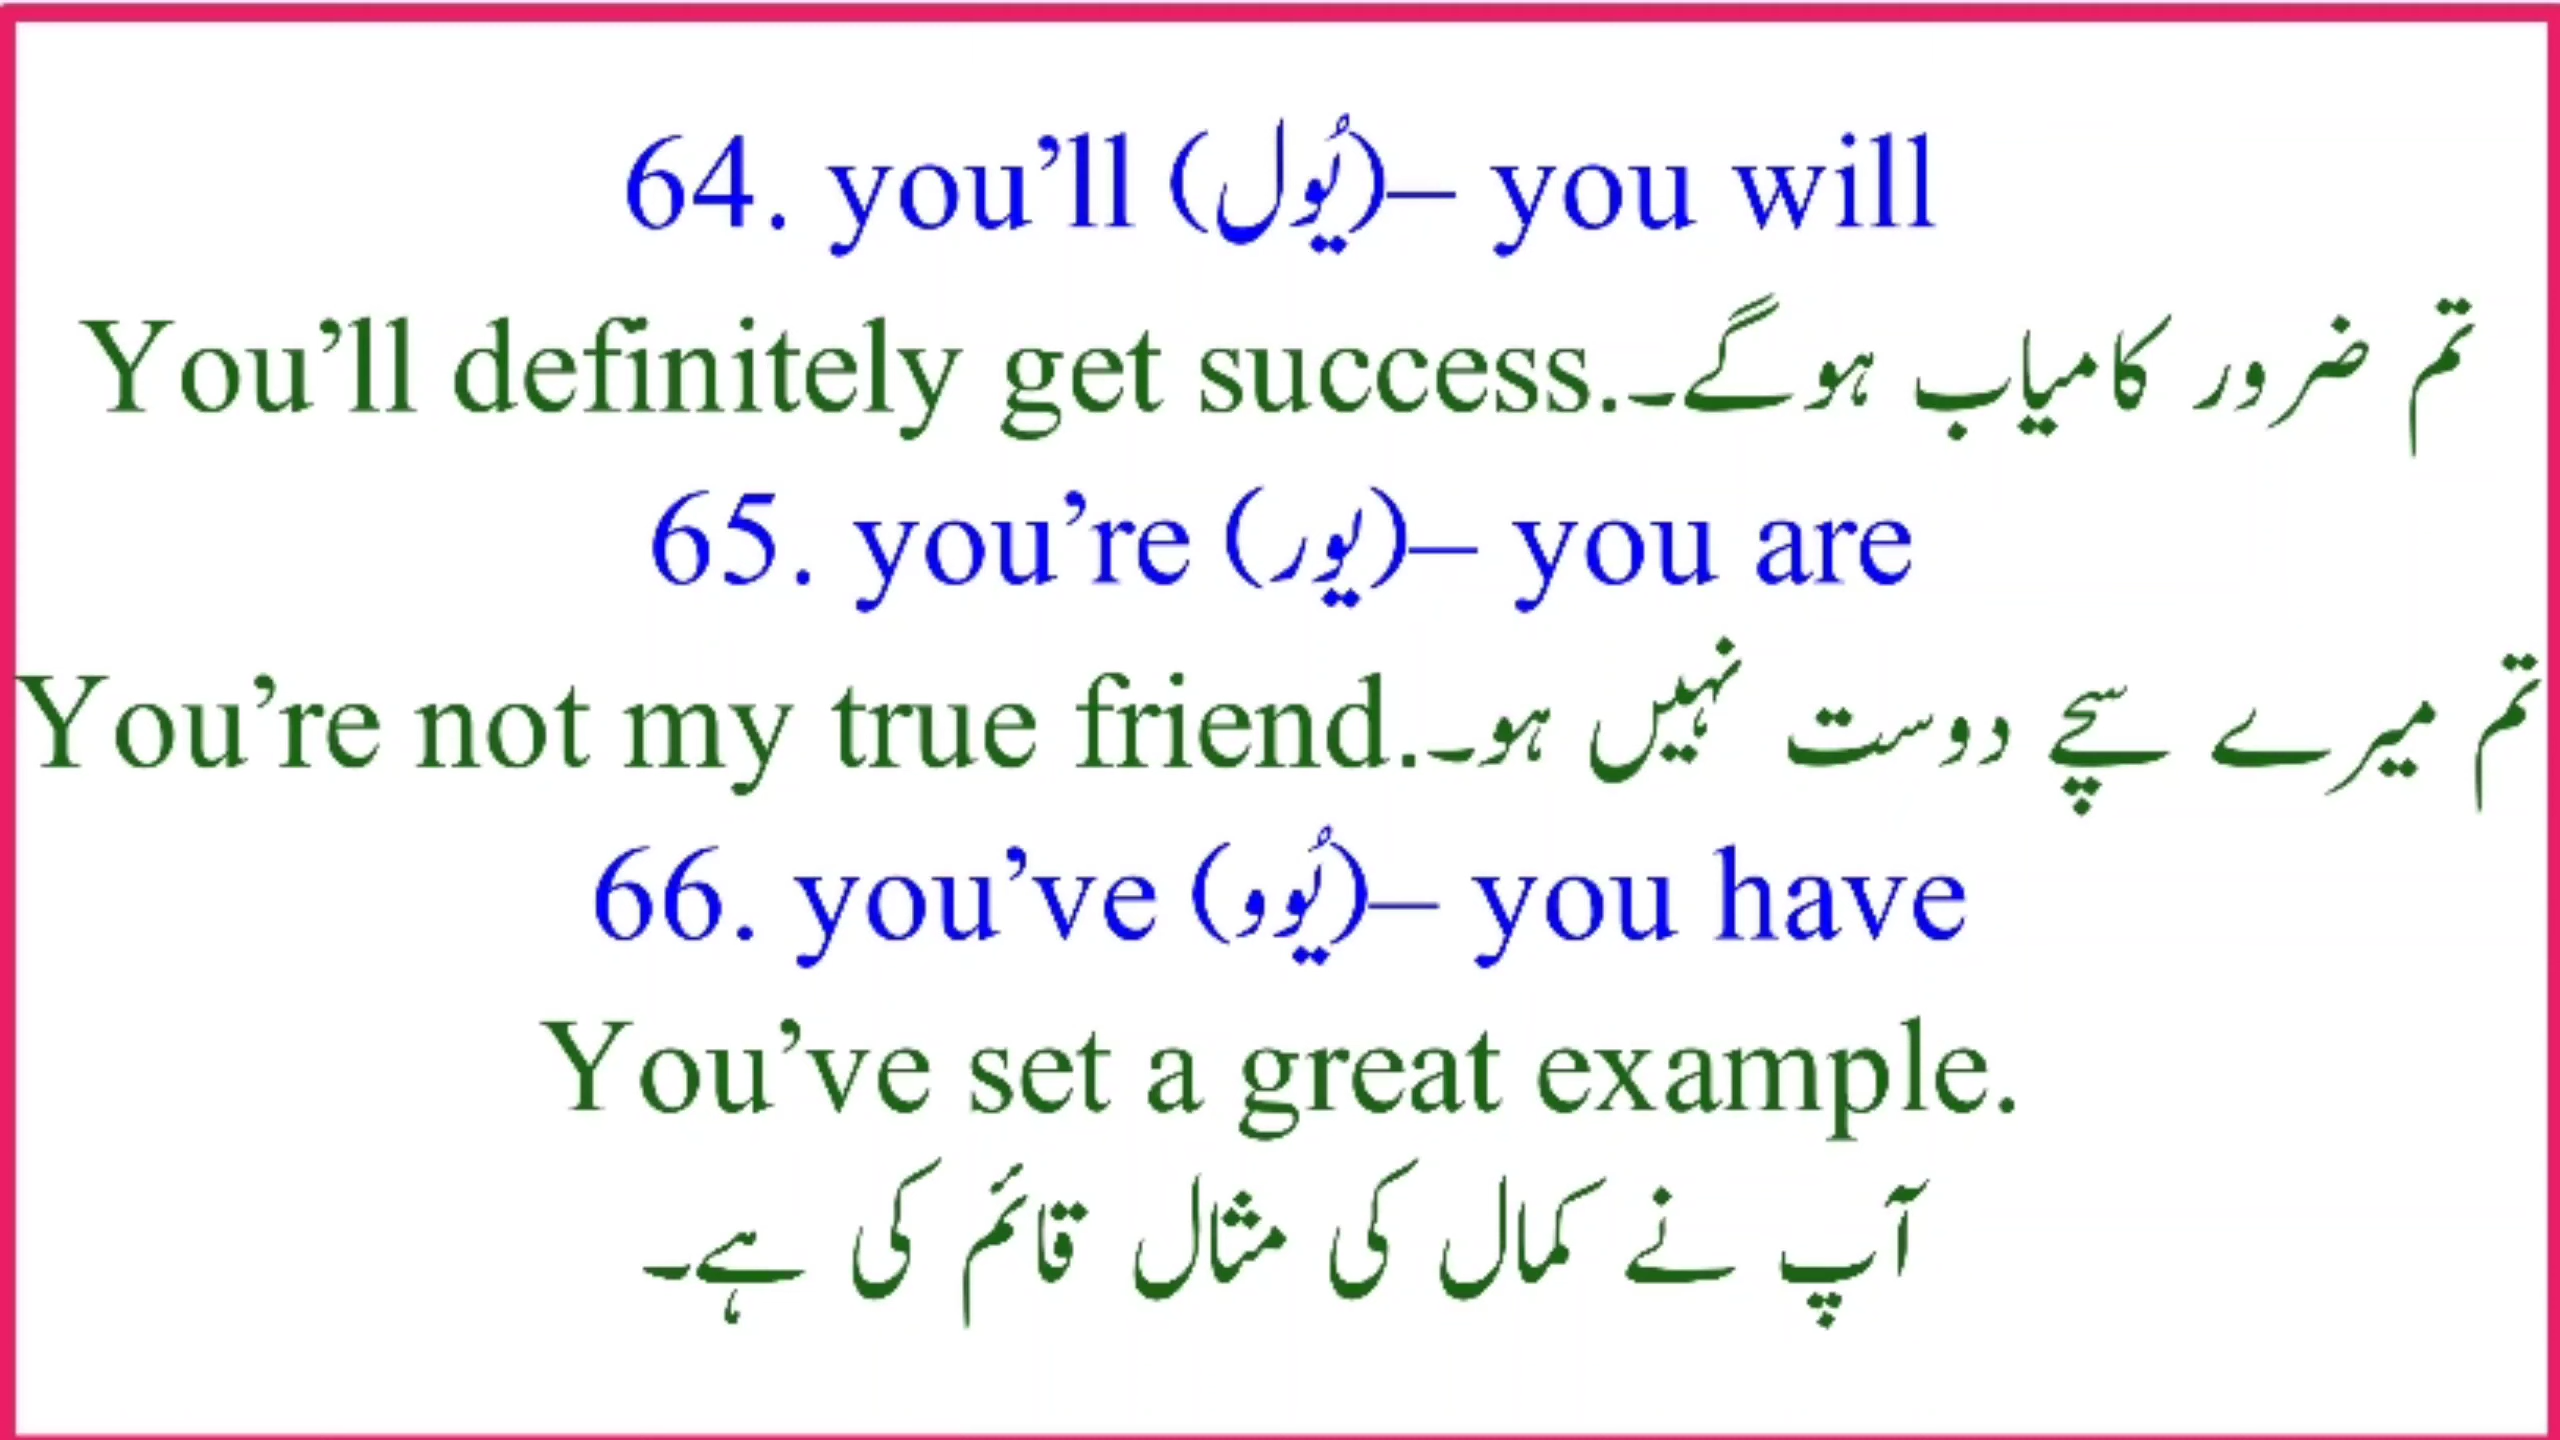 64. you’ll (یُول)– you will
You’ll definitely get success.تم ضرور کامیاب ہوگے۔
65. you’re (یور)– you are
You’re not my true friend.تم میرے سچے دوست نہیں ہو۔
66. you’ve (یُوو)– you have
You’ve set a great example.
آپ نے کمال کی مثال قائم کی ہے۔